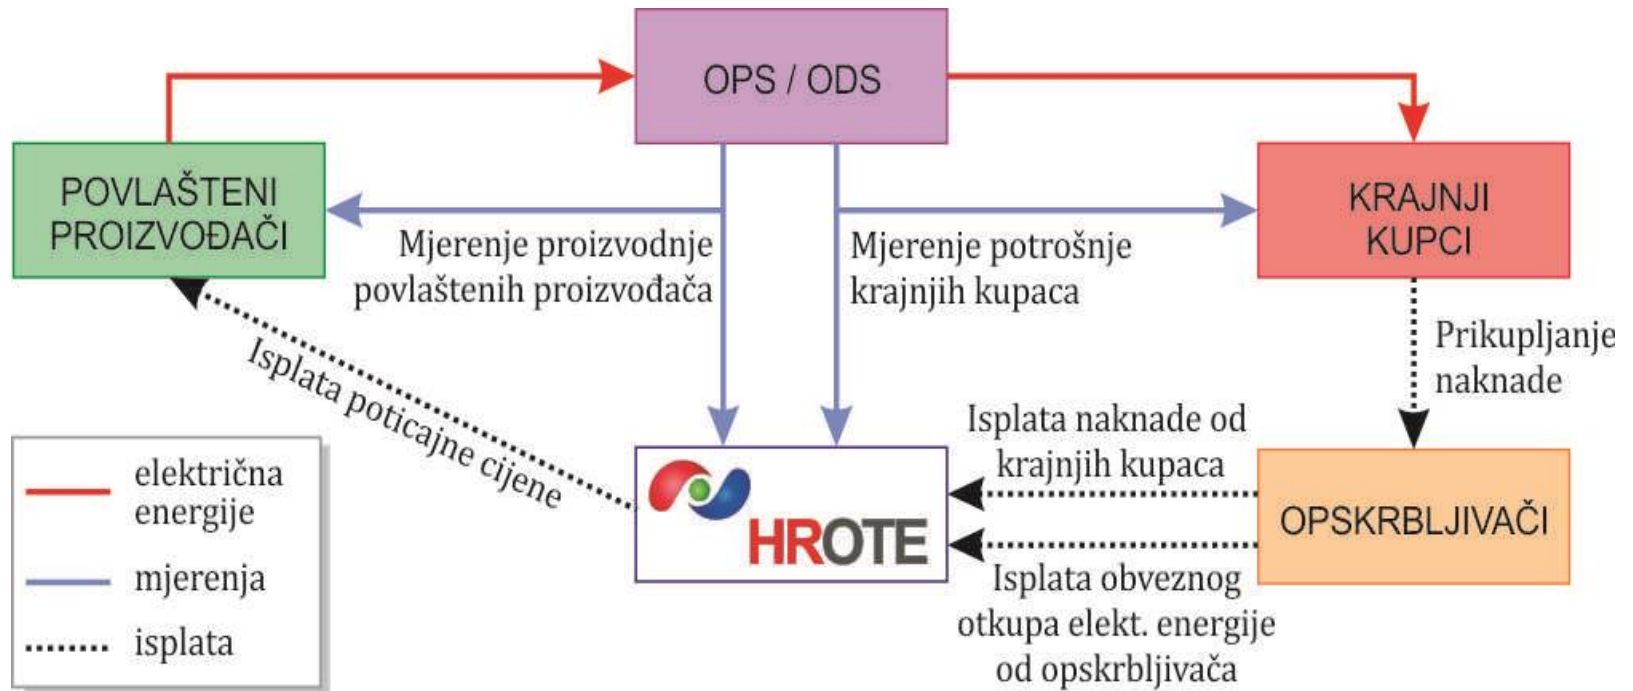 OPS / ODS
POVLAŠTENI
PROIZVOĐAČI
KRAJNJI
KUPCI
Mjerenje proizvodnje
povlaštenih proizvođača
Mjerenje potrošnje
krajnjih kupaca
Prikupljanje
naknade
Isplata poticajne cijene
Isplata naknade od
krajnjih kupaca
HROTE
OPSKRBLJIVAČI
Isplata obveznog
otkupa elekt. energije
od opskrbljivača
električna
energije
mjerenja
isplata